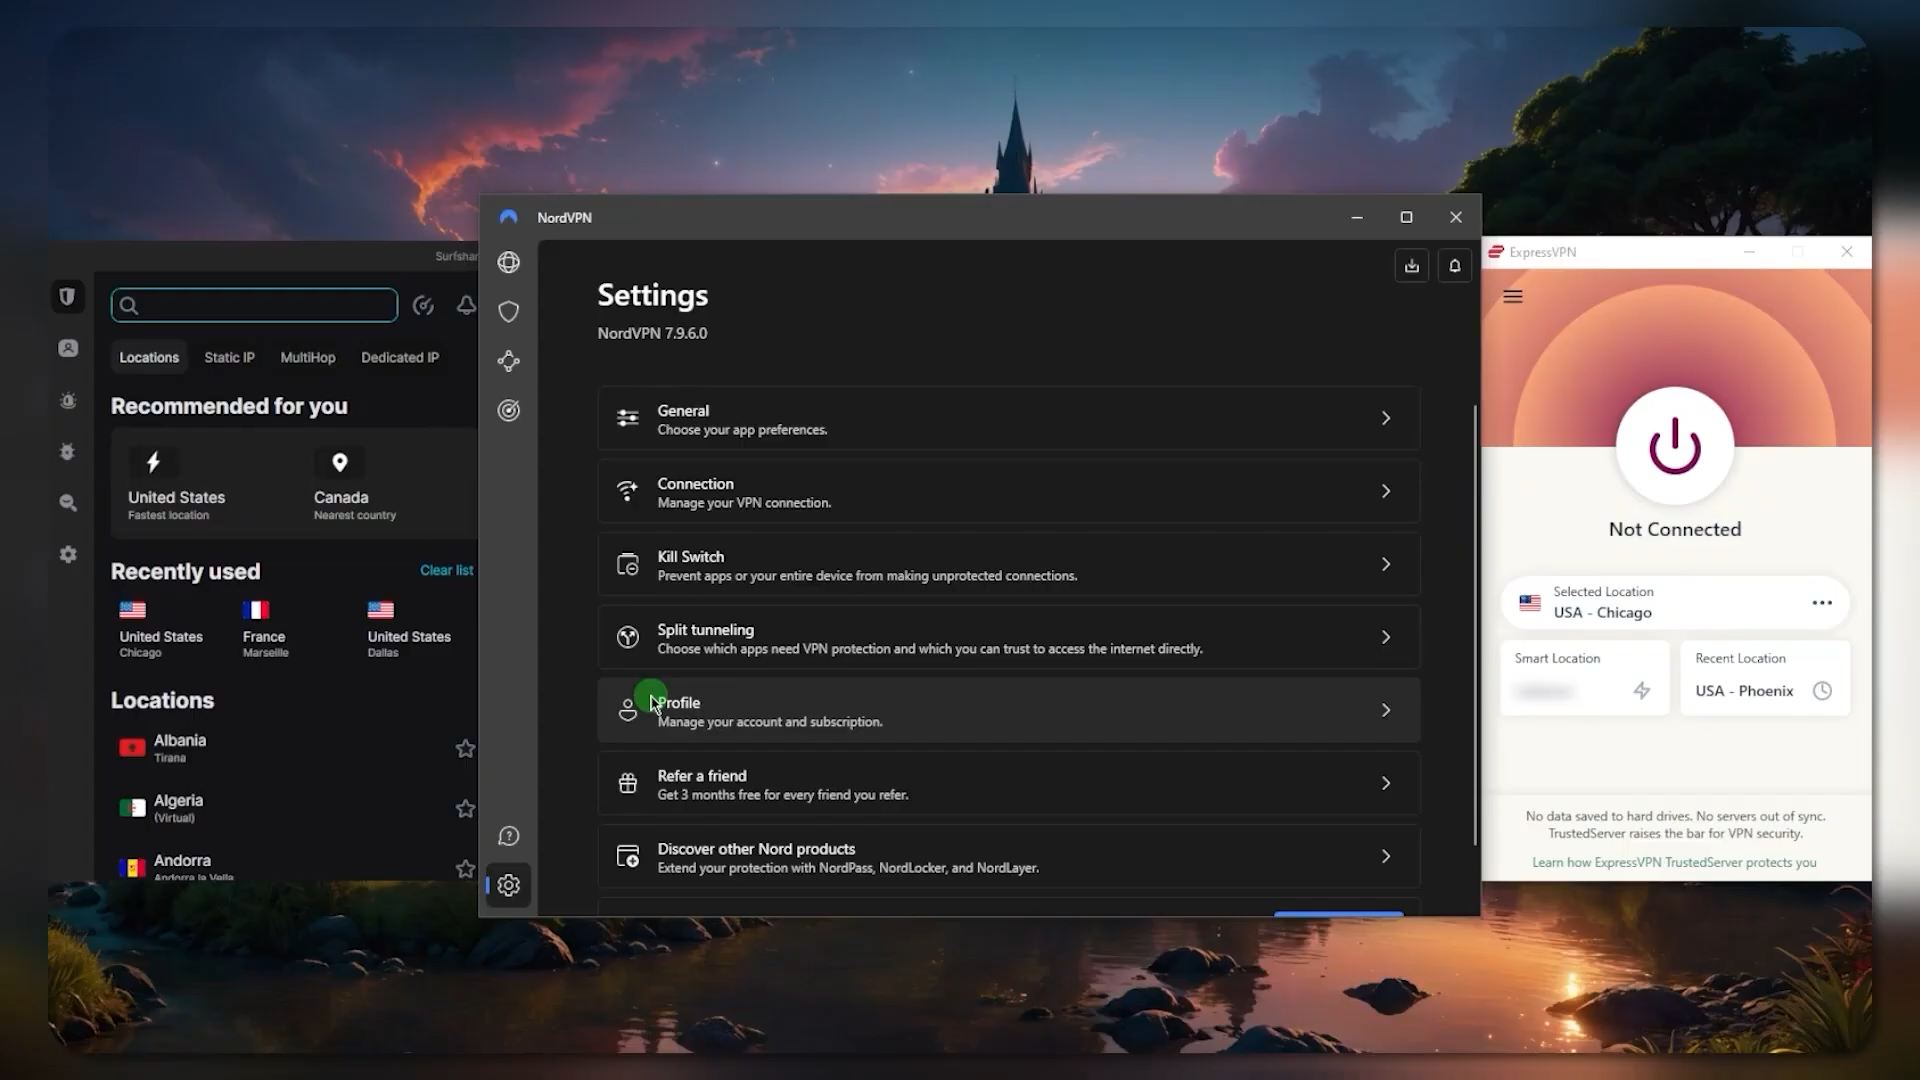 Surfshar
Locations
Static IP
MultiHop
Dedicated IP
Recommended for you
United States
Fastest location
Canada
Nearest country
Recently used
Clear list
United States
Chicago
France
Marseille
United States
Dallas
Locations
Albania
Tirana
Algeria
(Virtual)
Andorra
Andorra la Vella
NordVPN
Settings
NordVPN 7.9.6.0
General
Choose your app preferences.
Connection
Manage your VPN connection.
Kill Switch
Prevent apps or your entire device from making unprotected connections.
Split tunneling
Choose which apps need VPN protection and which you can trust to access the internet directly.
Profile
Manage your account and subscription.
Refer a friend
Get 3 months free for every friend you refer.
Discover other Nord products
Extend your protection with NordPass, NordLocker, and NordLayer.
ExpressVPN
Not Connected
Selected Location
USA - Chicago
Smart Location
Recent Location
USA - Phoenix
No data saved to hard drives. No servers out of sync.
TrustedServer raises the bar for VPN security.
Learn how ExpressVPN TrustedServer protects you